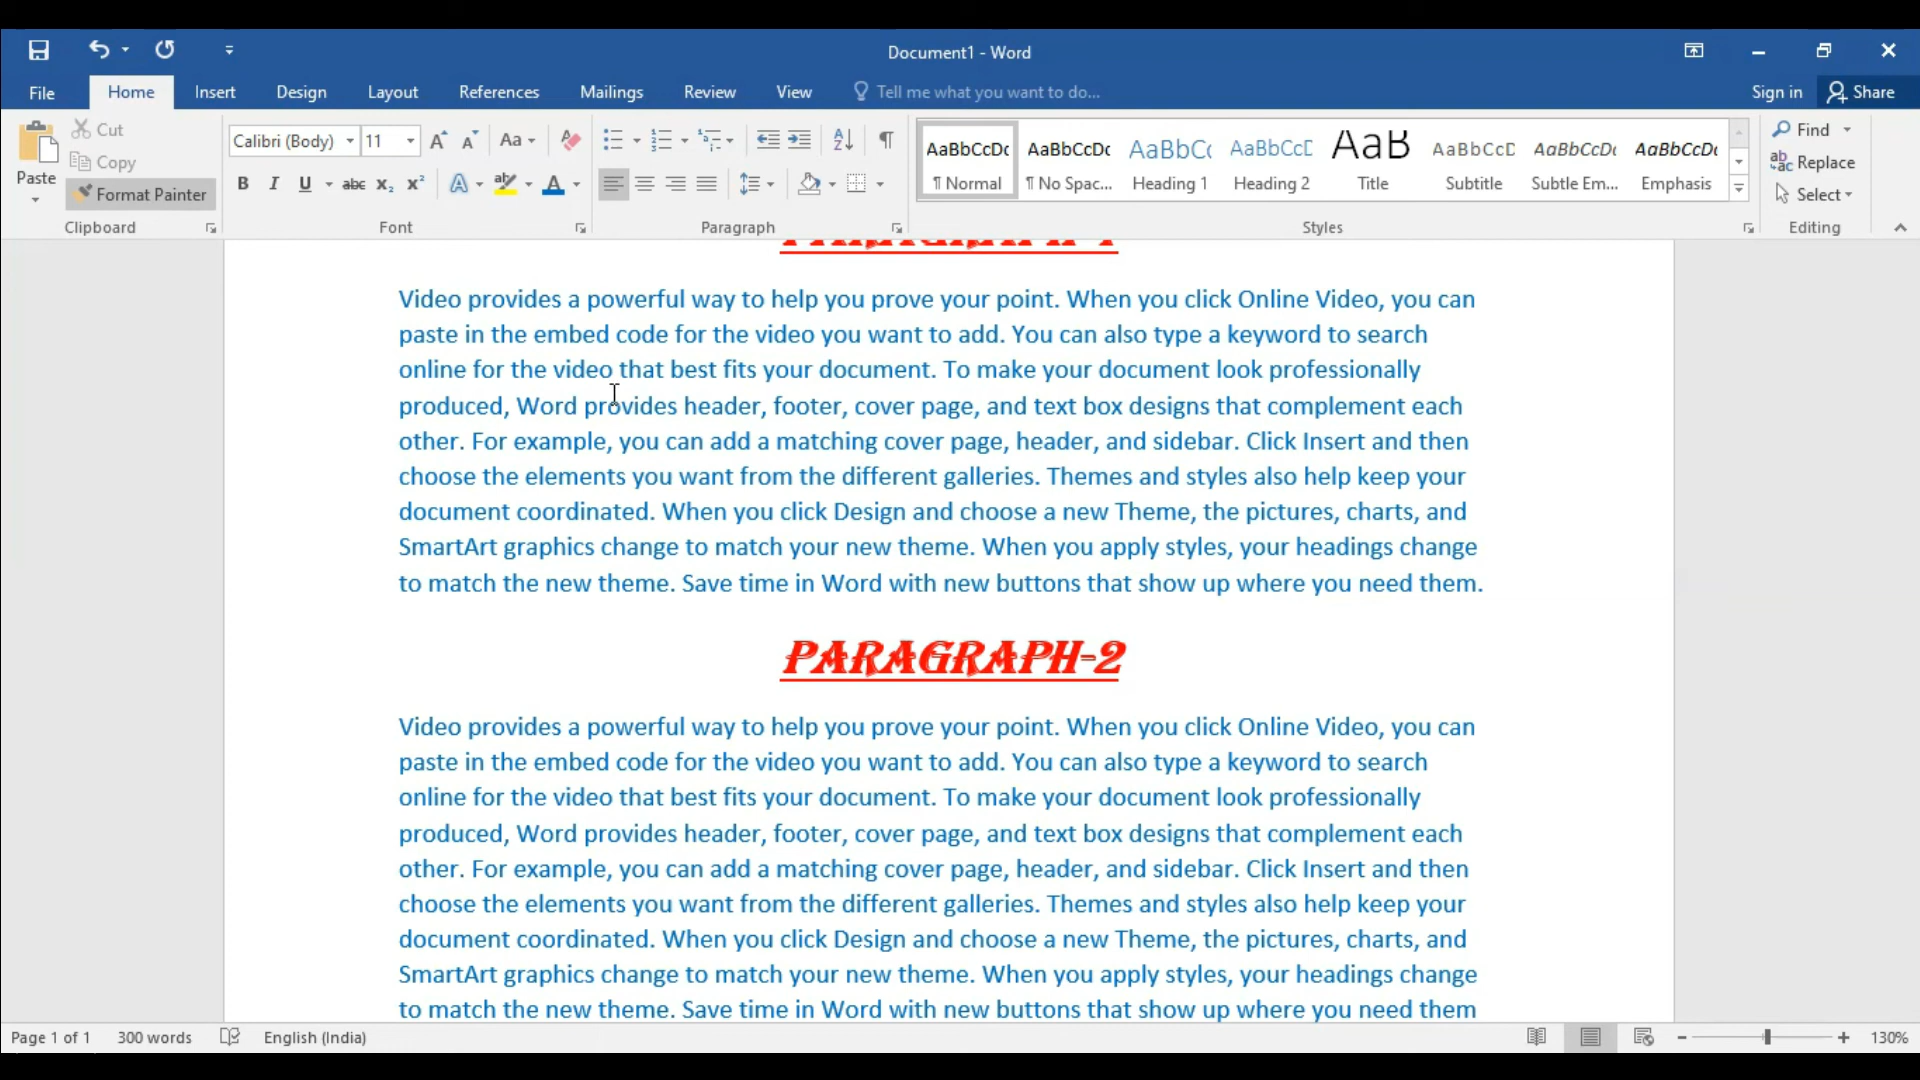 Document1 - Word
File Home Insert Design Layout References Mailings Review View Tell me what you want to do... Sign in Share
Paste
Cut
Copy
Format Painter
Clipboard
Calibri (Body) 11 Aa
B I U abc X₂ X² A A
Font
Paragraph
AaBbCcDc AaBbCcDc AaBbCc AaBbCcD AaB AaBbCcD AaBbCcDc AaBbCcDc
¶ Normal ¶ No Spac... Heading 1 Heading 2 Title Subtitle Subtle Em... Emphasis
Styles
Find
Replace
Select
Editing
PARAGRAPH-1
Video provides a powerful way to help you prove your point. When you click Online Video, you can
paste in the embed code for the video you want to add. You can also type a keyword to search
online for the video that best fits your document. To make your document look professionally
produced, Word provides header, footer, cover page, and text box designs that complement each
other. For example, you can add a matching cover page, header, and sidebar. Click Insert and then
choose the elements you want from the different galleries. Themes and styles also help keep your
document coordinated. When you click Design and choose a new Theme, the pictures, charts, and
SmartArt graphics change to match your new theme. When you apply styles, your headings change
to match the new theme. Save time in Word with new buttons that show up where you need them.
PARAGRAPH-2
Video provides a powerful way to help you prove your point. When you click Online Video, you can
paste in the embed code for the video you want to add. You can also type a keyword to search
online for the video that best fits your document. To make your document look professionally
produced, Word provides header, footer, cover page, and text box designs that complement each
other. For example, you can add a matching cover page, header, and sidebar. Click Insert and then
choose the elements you want from the different galleries. Themes and styles also help keep your
document coordinated. When you click Design and choose a new Theme, the pictures, charts, and
SmartArt graphics change to match your new theme. When you apply styles, your headings change
to match the new theme. Save time in Word with new buttons that show up where you need them
Page 1 of 1 300 words English (India) 130%